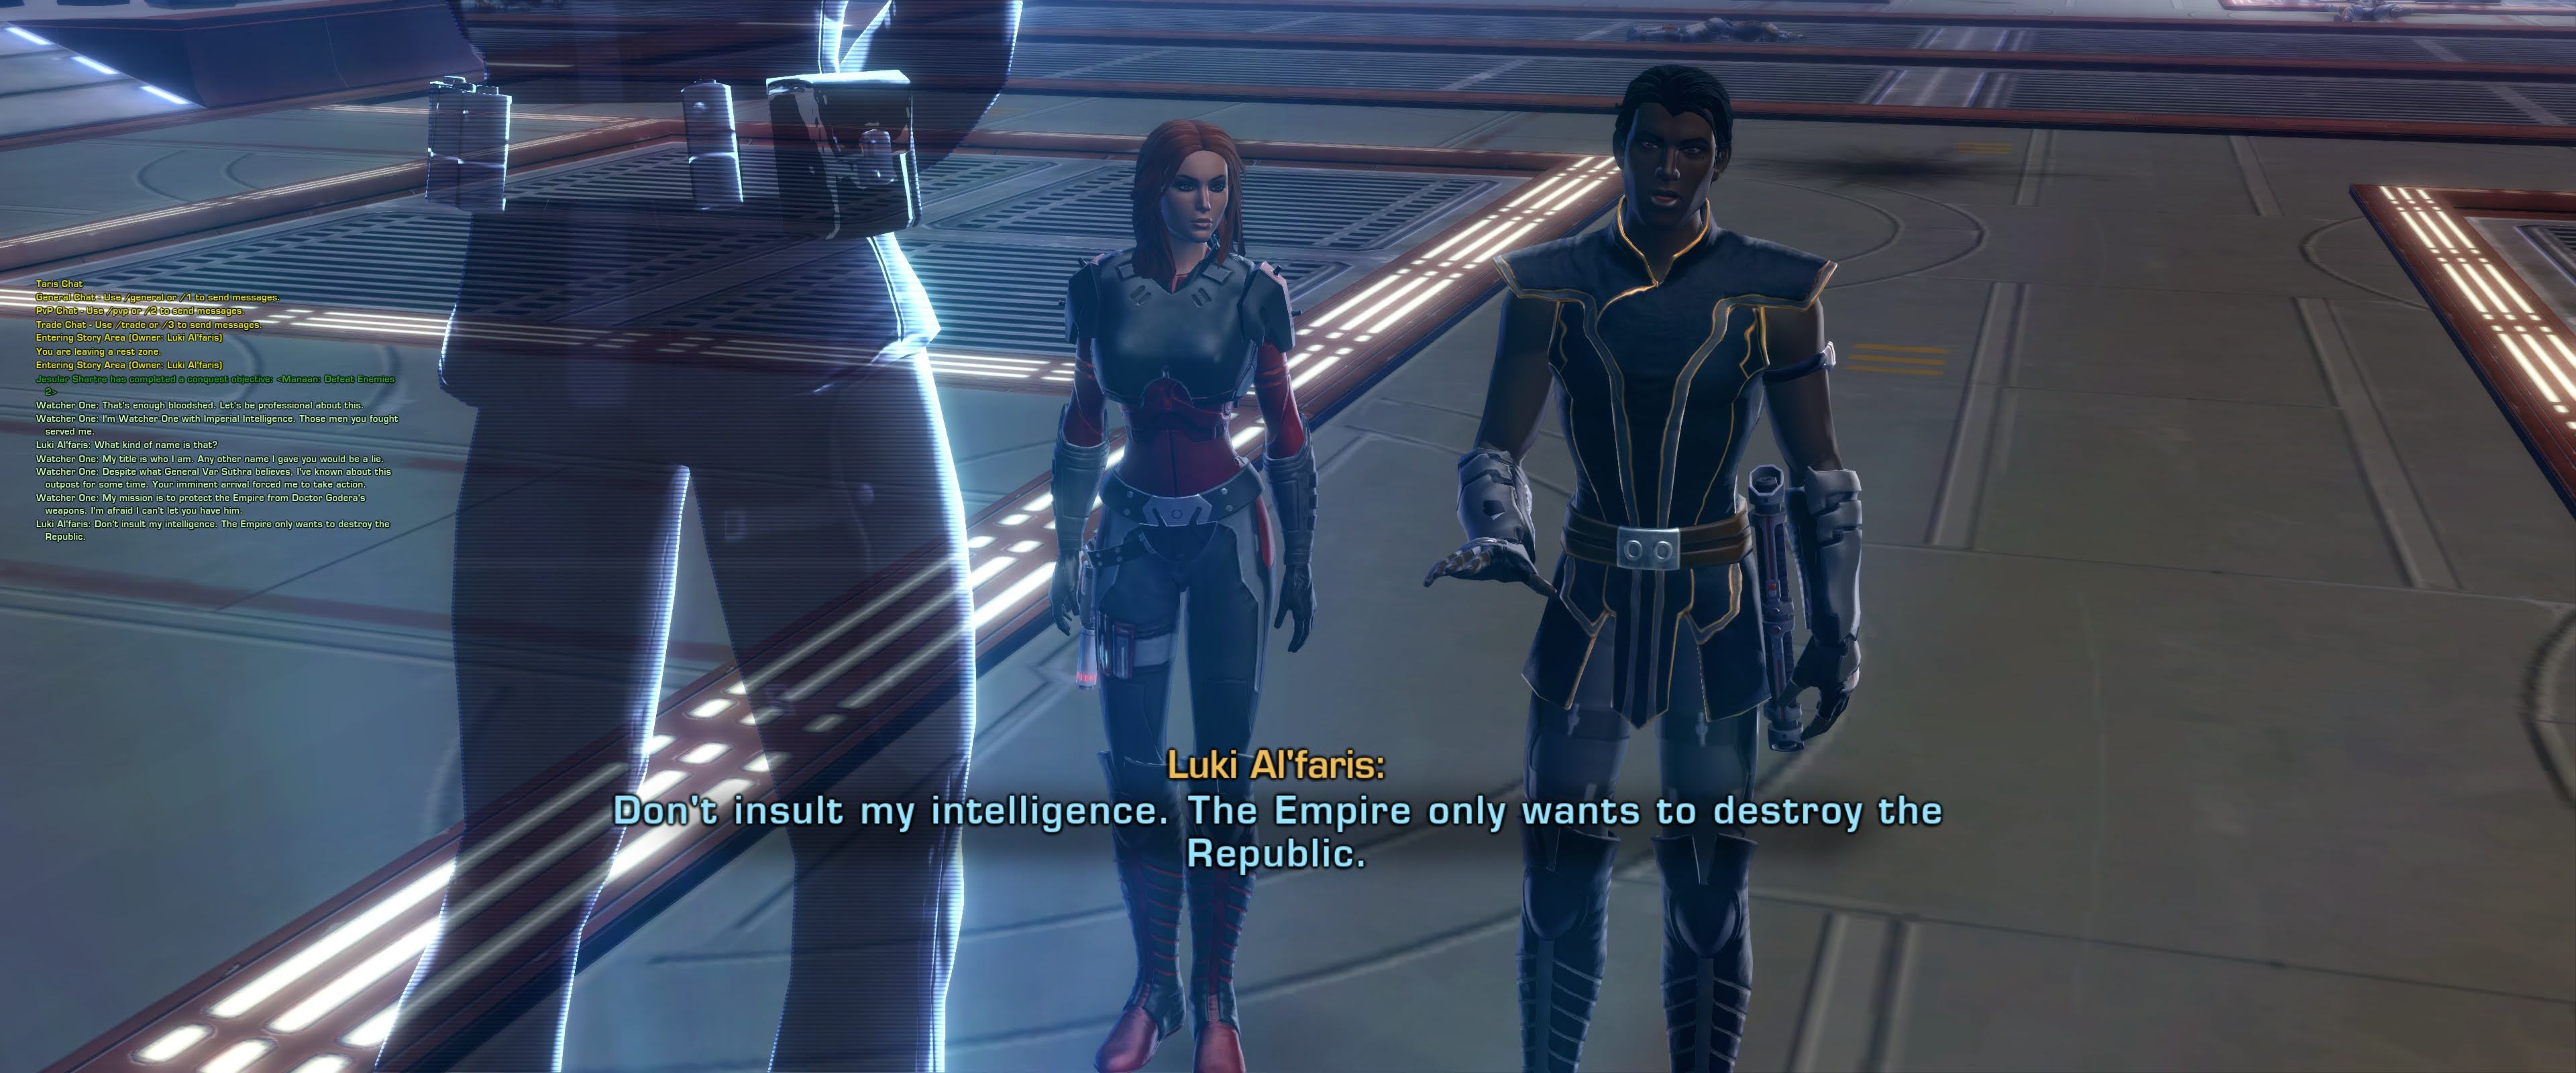 Taris Chat
General Chat - Use /general or /1 to send messages.
PvP Chat - Use /pvp or /2 to send messages.
Trade Chat - Use /trade or /3 to send messages.
Entering Story Area (Owner: Luki Al'faris)
You are leaving a rest zone.
Entering Story Area (Owner: Luki Al'faris)
Jesular Shartre has completed a conquest objective: <Manaan: Defeat Enemies
2>
Watcher One: That's enough bloodshed. Let's be professional about this.
Watcher One: I'm Watcher One with Imperial Intelligence. Those men you fought
served me.
Luki Al'faris: What kind of name is that?
Watcher One: My title is who I am. Any other name I gave you would be a lie.
Watcher One: Despite what General Var Suthra believes, I've known about this
outpost for some time. Your imminent arrival forced me to take action.
Watcher One: My mission is to protect the Empire from Doctor Godera's
weapons. I'm afraid I can't let you have him.
Luki Al'faris: Don't insult my intelligence. The Empire only wants to destroy the
Republic.
Luki Al'faris:
Don't insult my intelligence. The Empire only wants to destroy the
Republic.